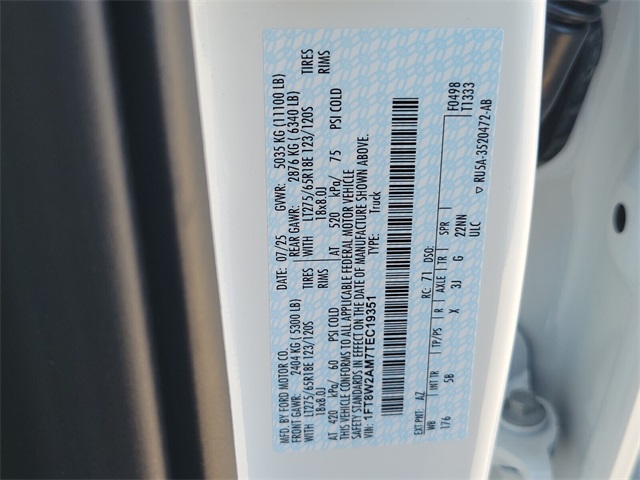 MFD. BY FORD MOTOR CO.
DATE: 07/25 GVWR: 5035 KG (11100 LB)
FRONT GAWR: 2404 KG (5300 LB) REAR GAWR: 2876 KG (6340 LB)
WITH LT275/65R18E 123/120S TIRES WITH LT275/65R18E 123/120S TIRES
18x8.0J RIMS 18x8.0J RIMS
AT 420 kPa/ 60 PSI COLD AT 520 kPa/ 75 PSI COLD
THIS VEHICLE CONFORMS TO ALL APPLICABLE FEDERAL MOTOR VEHICLE
SAFETY STANDARDS IN EFFECT ON THE DATE OF MANUFACTURE SHOWN ABOVE.
VIN: 1FT8W2AM7TEC19351 TYPE: Truck
F0498
T1333
EXT PNT: AZ RC: 71 DSO:
WB INT TR TP/PS R AXLE TR SPR
176 5B X 3J G 22NN
ULC
▽ RU5A-3520472-AB